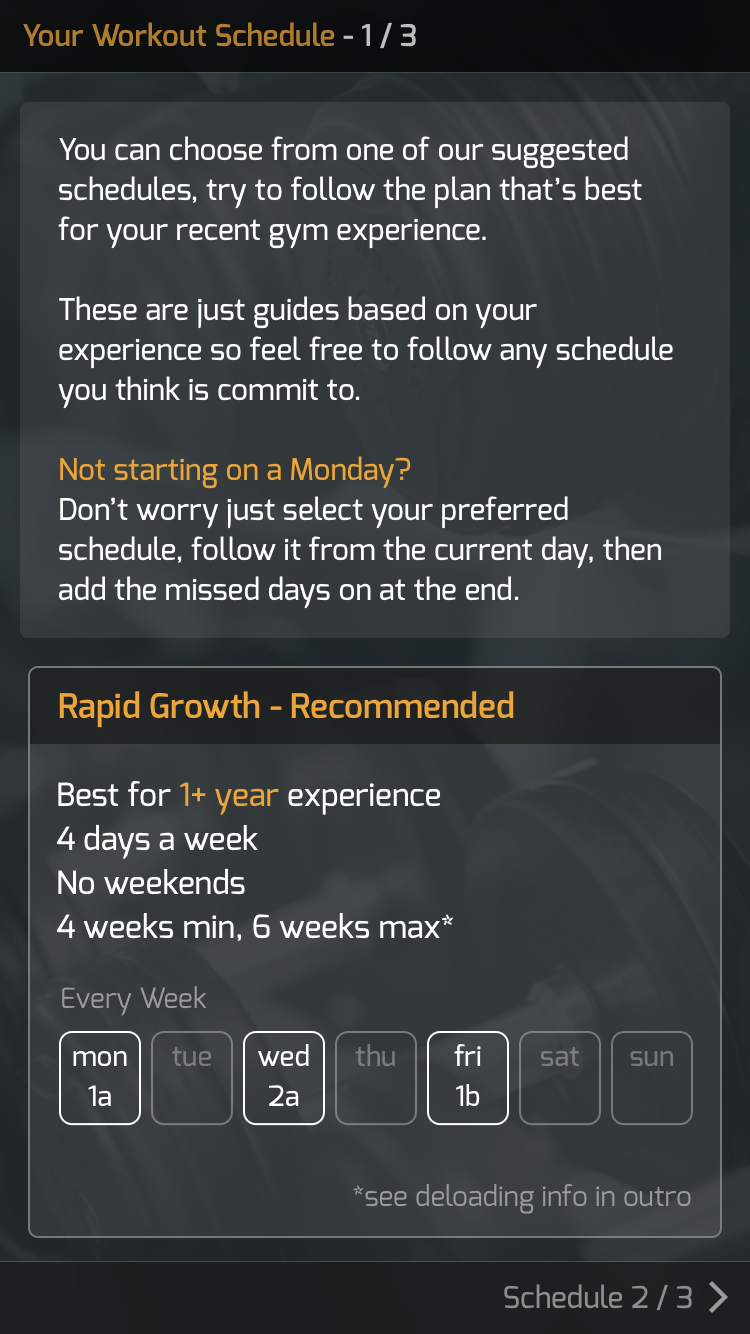 Your Workout Schedule - 1 / 3
You can choose from one of our suggested
schedules, try to follow the plan that's best
for your recent gym experience.
These are just guides based on your
experience so feel free to follow any schedule
you think is commit to.
Not starting on a Monday?
Don't worry just select your preferred
schedule, follow it from the current day, then
add the missed days on at the end.
Rapid Growth - Recommended
Best for 1+ year experience
4 days a week
No weekends
4 weeks min, 6 weeks max*
Every Week
mon tue wed thu fri sat sun
1a 2a 1b
*see deloading info in outro
Schedule 2 / 3